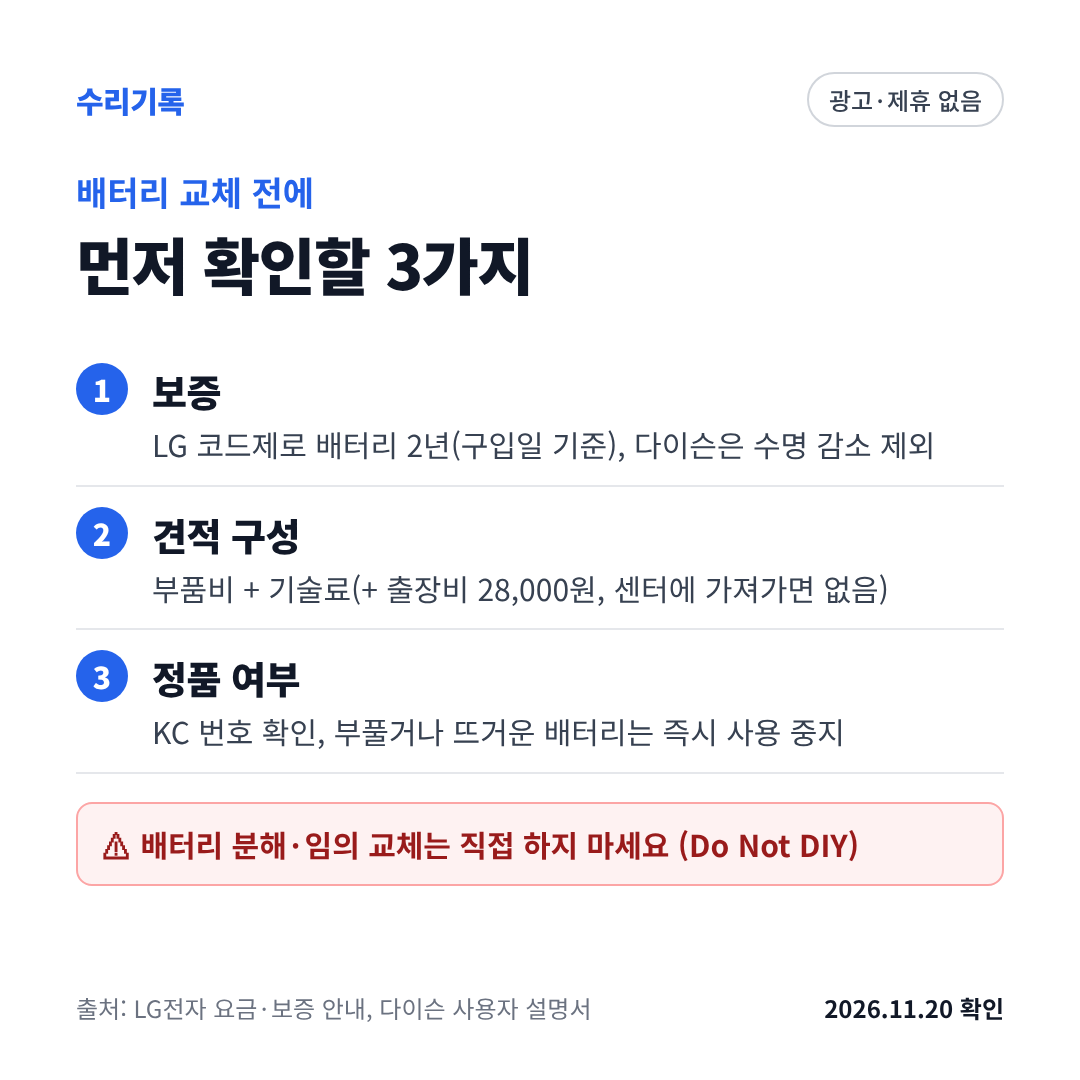 수리기록
광고·제휴 없음
배터리 교체 전에
먼저 확인할 3가지
1 보증
LG 코드제로 배터리 2년(구입일 기준), 다이슨은 수명 감소 제외
2 견적 구성
부품비 + 기술료(+ 출장비 28,000원, 센터에 가져가면 없음)
3 정품 여부
KC 번호 확인, 부풀거나 뜨거운 배터리는 즉시 사용 중지
⚠ 배터리 분해·임의 교체는 직접 하지 마세요 (Do Not DIY)
출처: LG전자 요금·보증 안내, 다이슨 사용자 설명서
2026.11.20 확인